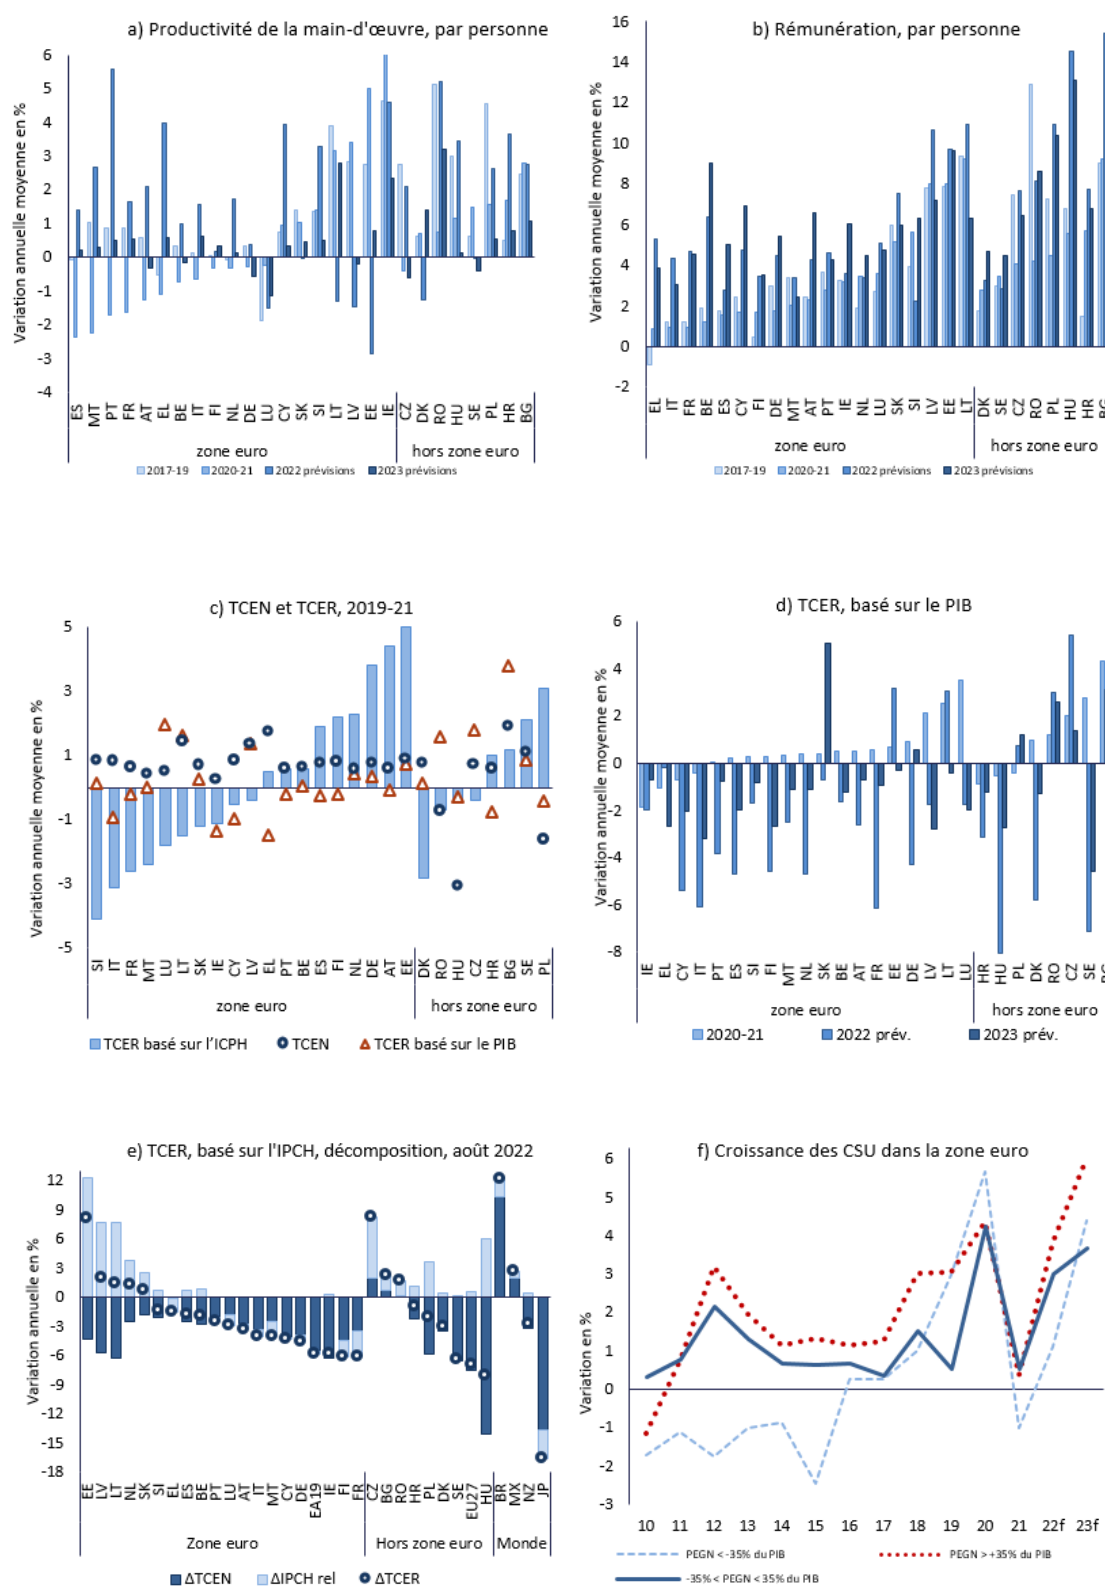 a) Productivité de la main-d'œuvre, par personne
Variation annuelle moyenne en %
6
5
4
3
2
1
0
-1
-2
-3
-4
ES MT PT FR AT EL BE IT FI NL DE LU CY SK SI LT LV EE IE CZ DK RO HU SE PL HR BG
zone euro hors zone euro
2017-19 2020-21 2022 prévisions 2023 prévisions
b) Rémunération, par personne
Variation annuelle moyenne en %
16
14
12
10
8
6
4
2
0
-2
EL IT FR BE ES CY FI DE MT AT PT IE NL LU SK SI LV EE LT DK SE CZ RO PL HU HR BG
zone euro hors zone euro
2017-19 2020-21 2022 prévisions 2023 prévisions
c) TCEN et TCER, 2019-21
Variation annuelle moyenne en %
5
3
1
-1
-3
-5
SI IT FR MT LU LT SK IE CY LV EL PT BE ES FI NL DE AT EE DK RO HU CZ HR BG SE PL
zone euro hors zone euro
TCER basé sur l'ICPH TCEN TCER basé sur le PIB
d) TCER, basé sur le PIB
Variation annuelle moyenne en %
6
4
2
0
-2
-4
-6
-8
IE EL CY IT PT ES SI FI MT NL SK BE AT FR EE DE LV LT LU HR HU PL DK RO CZ SE BG
zone euro hors zone euro
2020-21 2022 prév. 2023 prév.
e) TCER, basé sur l'IPCH, décomposition, août 2022
Variation annuelle en %
12
9
6
3
0
-3
-6
-9
-12
-15
-18
EE LV LT NL SK SI EL ES BE PT LU AT IT MT CY DE EA19 IE FI FR CZ BG RO HR PL DK SE EU27 HU BR MX NZ JP
Zone euro Hors zone euro Monde
ΔTCEN ΔIPCH rel ΔTCER
f) Croissance des CSU dans la zone euro
Variation en %
6
5
4
3
2
1
0
-1
-2
-3
10 11 12 13 14 15 16 17 18 19 20 21 22f 23f
PEGN < -35% du PIB PEGN > +35% du PIB
-35% < PEGN < 35% du PIB